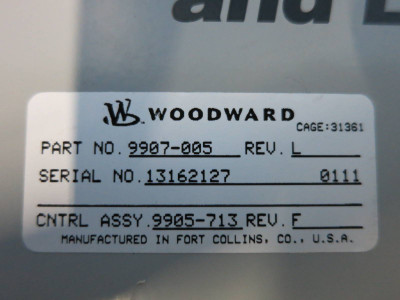 and L
WOODWARD
CAGE:31361
PART NO. 9907-005 REV. L
SERIAL NO. 13162127 0111
CNTRL ASSY. 9905-713 REV. F
MANUFACTURED IN FORT COLLINS, CO., U.S.A.